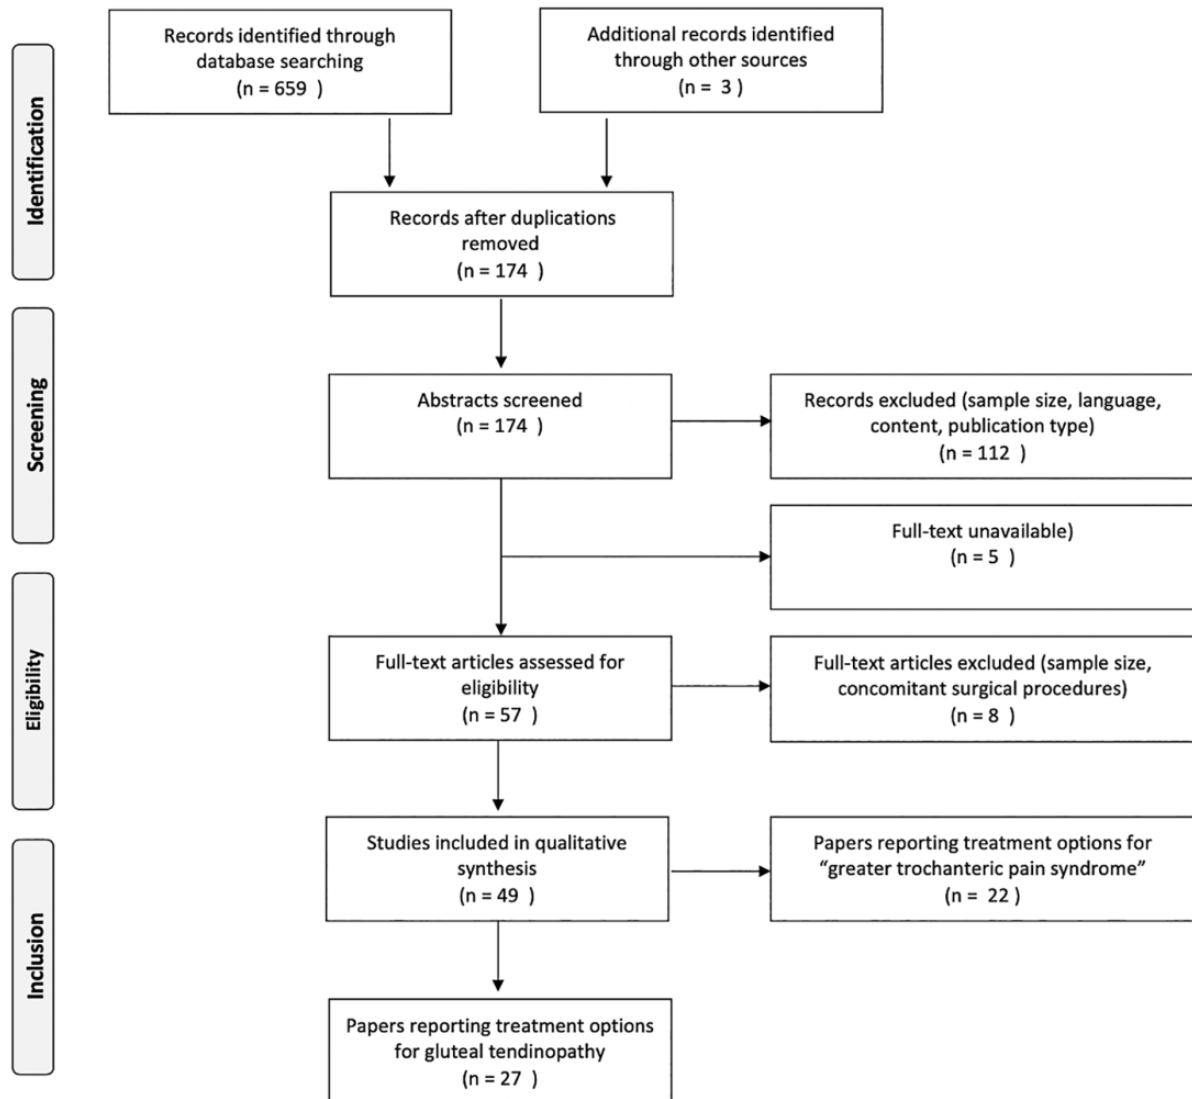 Identification
Records identified through
database searching
(n = 659 )
Additional records identified
through other sources
(n = 3 )
Records after duplications
removed
(n = 174 )
Screening
Abstracts screened
(n = 174 )
Records excluded (sample size, language,
content, publication type)
(n = 112 )
Full-text unavailable)
(n = 5 )
Eligibility
Full-text articles assessed for
eligibility
(n = 57 )
Full-text articles excluded (sample size,
concomitant surgical procedures)
(n = 8 )
Inclusion
Studies included in qualitative
synthesis
(n = 49 )
Papers reporting treatment options for
“greater trochanteric pain syndrome”
(n = 22 )
Papers reporting treatment options
for gluteal tendinopathy
(n = 27 )